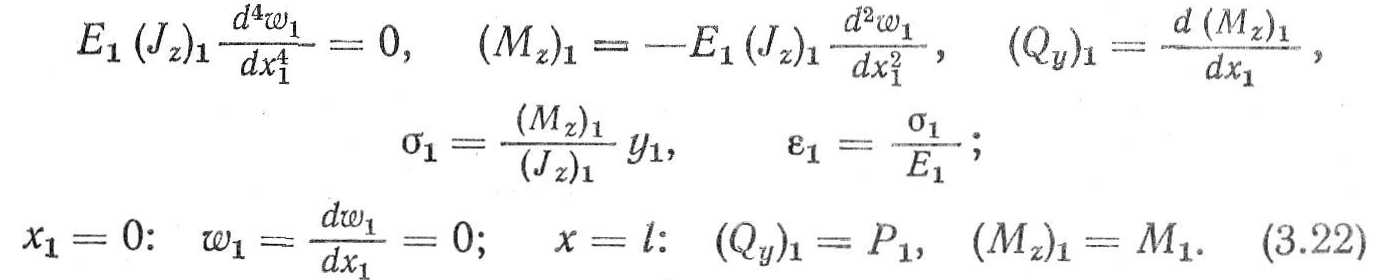 E₁ (J_z)₁ d⁴w₁/dx₁⁴ = 0, (M_z)₁ = —E₁ (J_z)₁ d²w₁/dx₁², (Q_y)₁ = d (M_z)₁/dx₁,
σ₁ = (M_z)₁/(J_z)₁ y₁, ε₁ = σ₁/E₁;
x₁ = 0: w₁ = dw₁/dx₁ = 0; x = l: (Q_y)₁ = P₁, (M_z)₁ = M₁. (3.22)